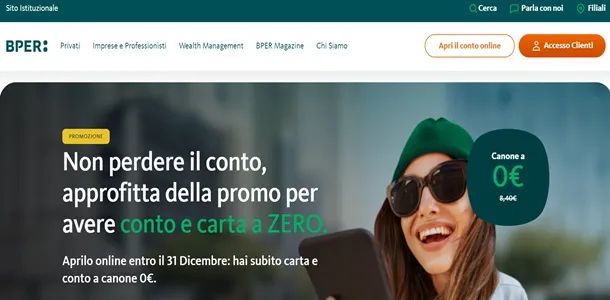 Sito Istituzionale
Cerca
Parla con noi
Filiali
BPER:
Privati
Imprese e Professionisti
Wealth Management
BPER Magazine
Chi Siamo
Apri il conto online
Accesso Clienti
PROMOZIONE
Non perdere il conto,
approfitta della promo per
avere conto e carta a ZERO.
Aprilo online entro il 31 Dicembre: hai subito carta e
conto a canone 0€.
Canone a
0€
8,40€